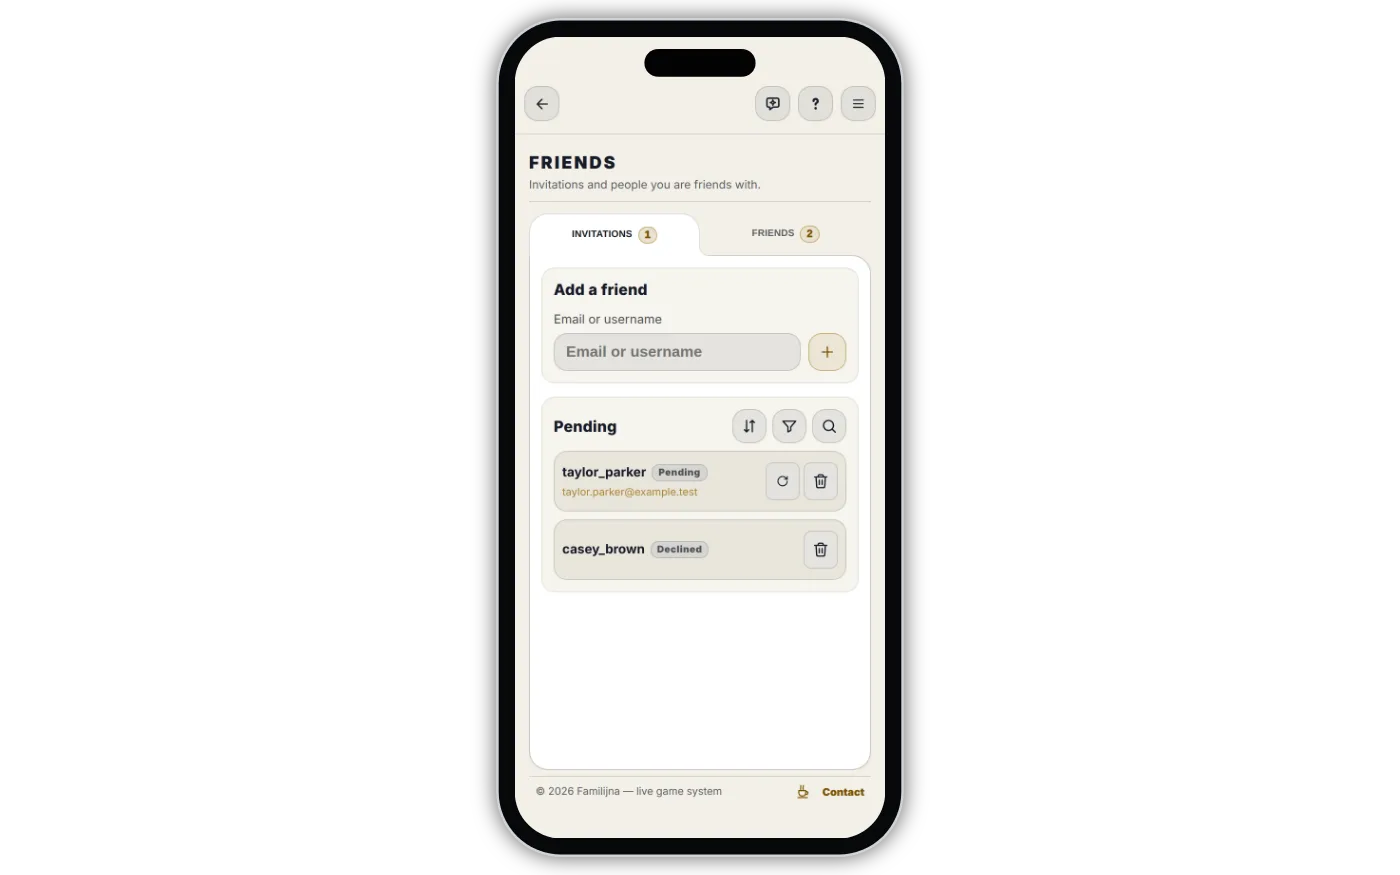 ?
FRIENDS
Invitations and people you are friends with.
INVITATIONS 1
FRIENDS 2
Add a friend
Email or username
Email or username
+
Pending
taylor_parker Pending
taylor.parker@example.test
casey_brown Declined
© 2026 Familijna — live game system
Contact